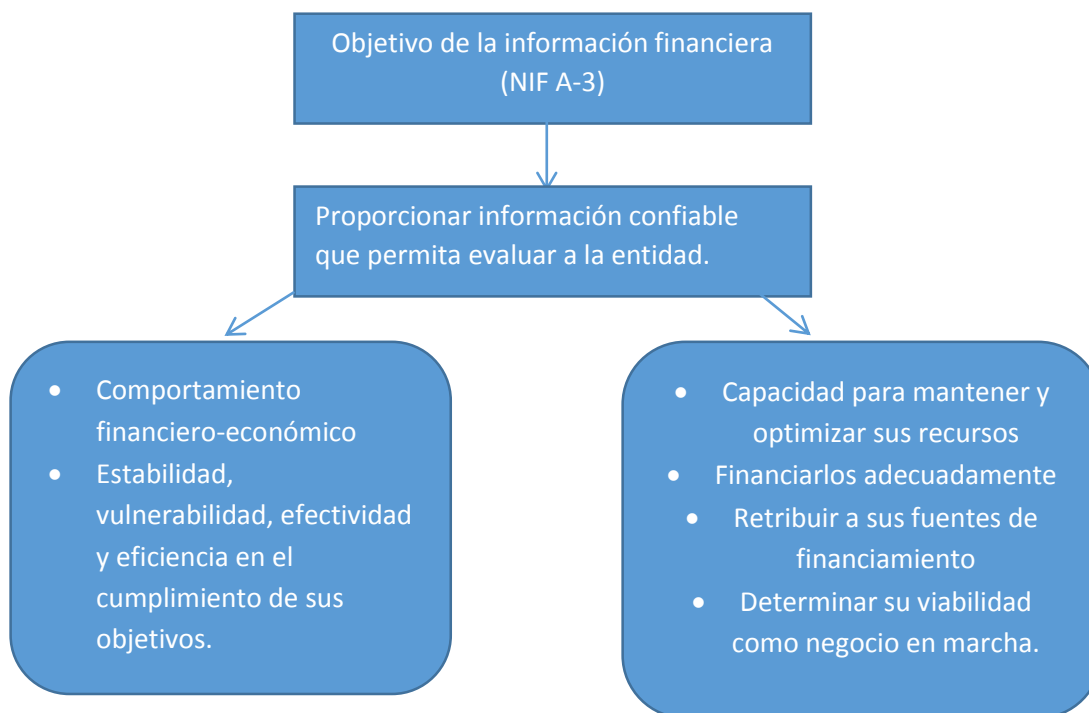 Objetivo de la información financiera
(NIF A-3)
Proporcionar información confiable
que permita evaluar a la entidad.
• Comportamiento
financiero-económico
• Estabilidad,
vulnerabilidad, efectividad
y eficiencia en el
cumplimiento de sus
objetivos.
• Capacidad para mantener y
optimizar sus recursos
• Financiarlos adecuadamente
• Retribuir a sus fuentes de
financiamiento
• Determinar su viabilidad
como negocio en marcha.